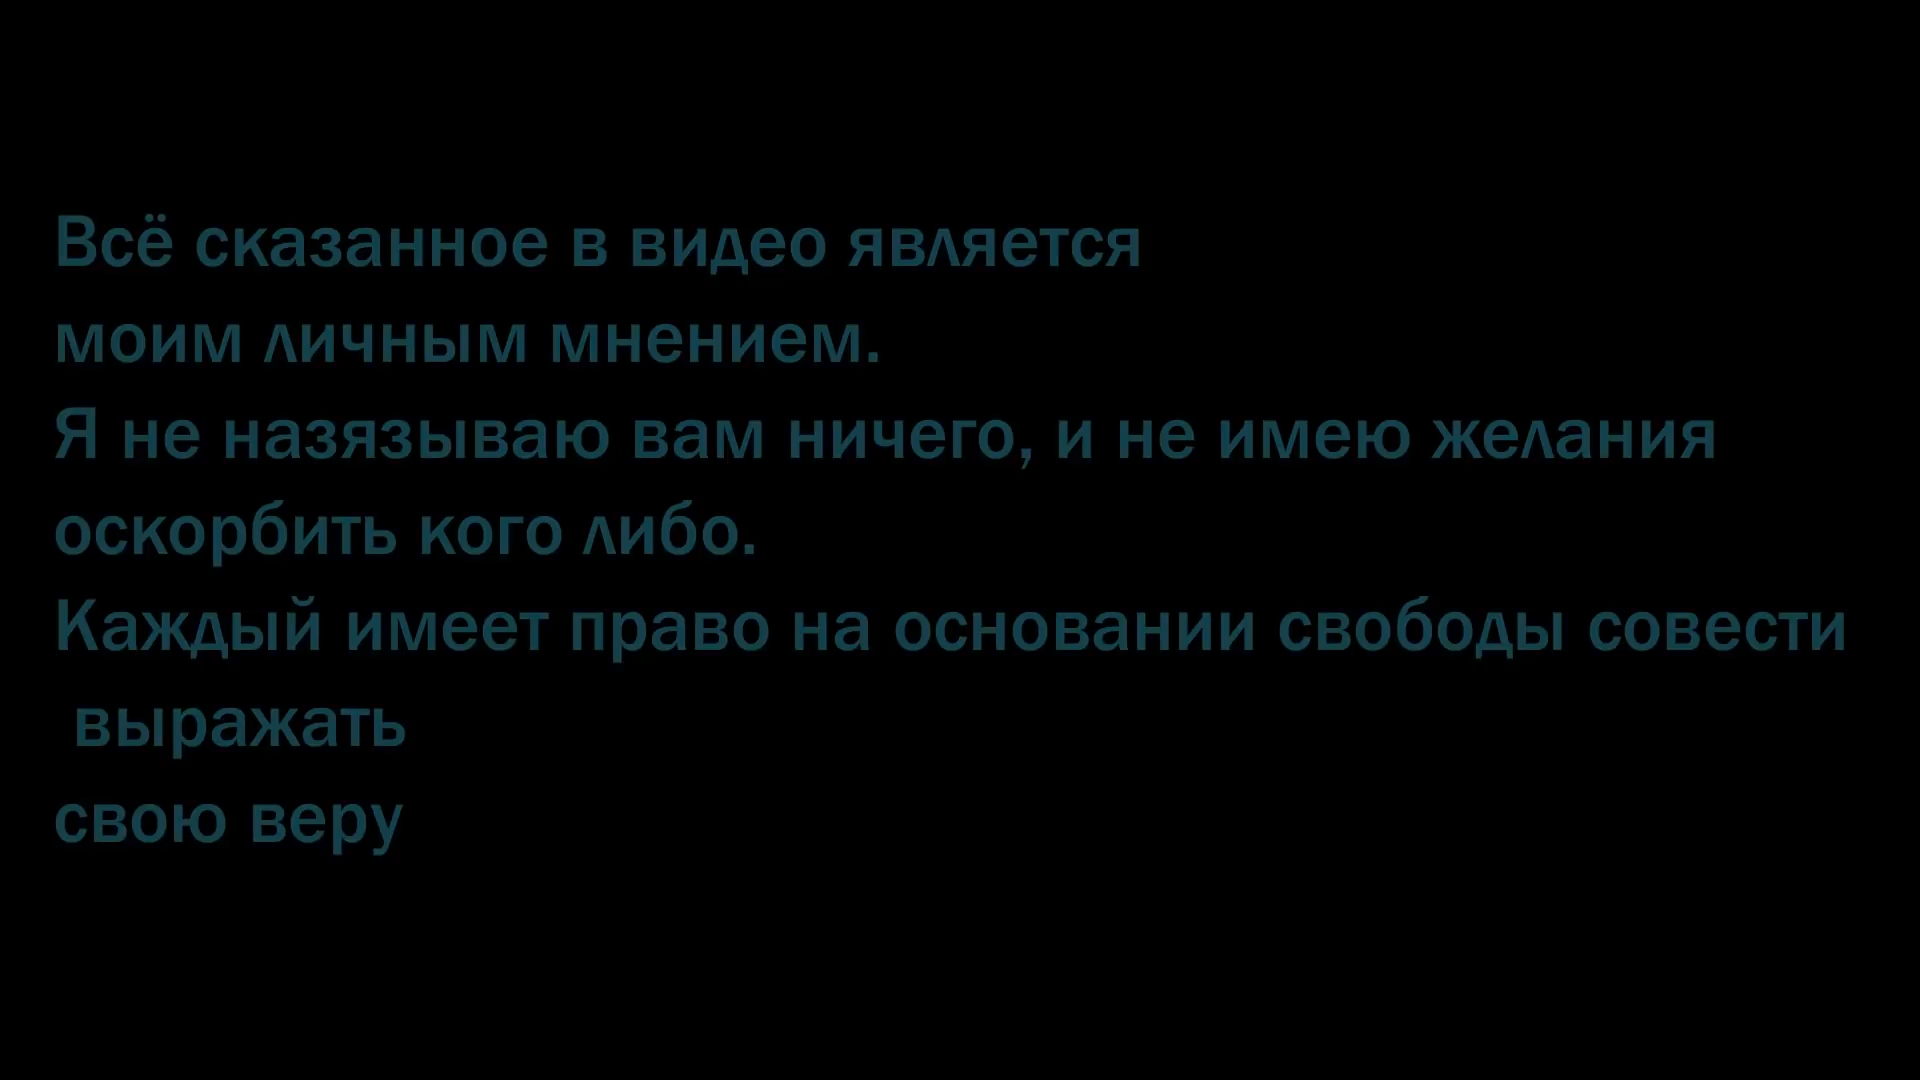 Всё сказанное в видео является
моим личным мнением.
Я не назязываю вам ничего, и не имею желания
оскорбить кого либо.
Каждый имеет право на основании свободы совести
выражать
свою веру